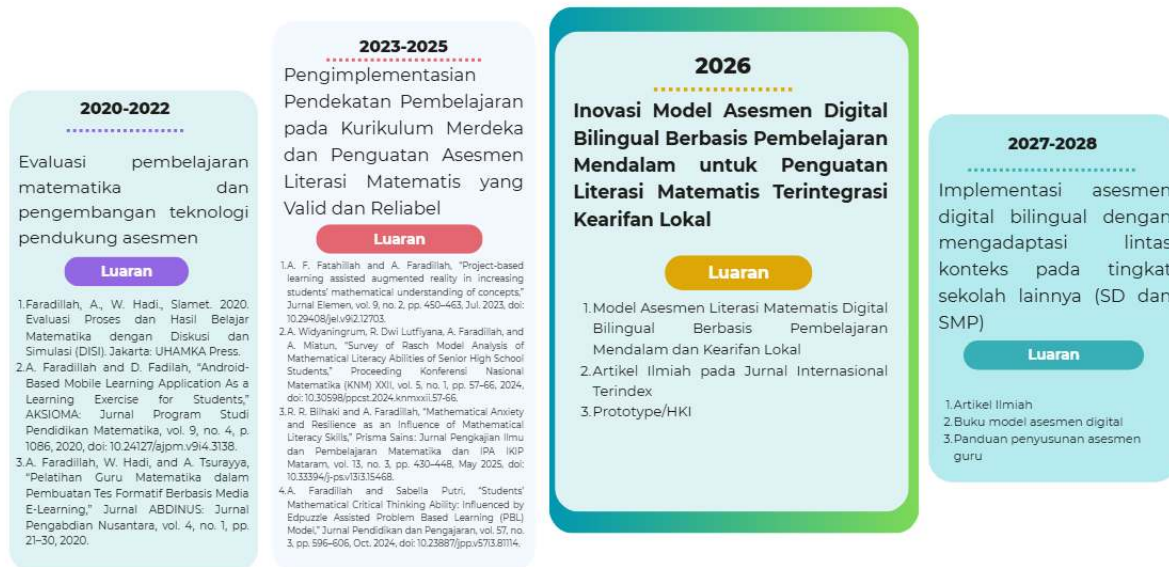 2020-2022
Evaluasi pembelajaran
matematika dan
pengembangan teknologi
pendukung asesmen
Luaran
1.Faradillah, A., W. Hadi., Slamet. 2020.
Evaluasi Proses dan Hasil Belajar
Matematika dengan Diskusi dan
Simulasi (DISI). Jakarta: UHAMKA Press.
2.A. Faradillah and D. Fadilah, “Android-
Based Mobile Learning Application As a
Learning Exercise for Students,”
AKSIOMA: Jurnal Program Studi
Pendidikan Matematika, vol. 9, no. 4, p.
1086, 2020, doi: 10.24127/ajpm.v9i4.3138.
3.A. Faradillah, W. Hadi, and A. Tsurayya,
“Pelatihan Guru Matematika dalam
Pembuatan Tes Formatif Berbasis Media
E-Learning,” Jurnal ABDINUS: Jurnal
Pengabdian Nusantara, vol. 4, no. 1, pp.
21–30, 2020.
2023-2025
Pengimplementasian
Pendekatan Pembelajaran
pada Kurikulum Merdeka
dan Penguatan Asesmen
Literasi Matematis yang
Valid dan Reliabel
Luaran
1.A. F. Fatahillah and A. Faradillah, “Project-based
learning assisted augmented reality in increasing
students’ mathematical understanding of concepts,”
Jurnal Elemen, vol. 9, no. 2, pp. 450–463, Jul. 2023, doi:
10.29408/jel.v9i2.12703.
2.A. Widyaningrum, R. Dwi Lutfiyana, A. Faradillah, and
A. Miatun, “Survey of Rasch Model Analysis of
Mathematical Literacy Abilities of Senior High School
Students,” Proceeding Konferensi Nasional
Matematika (KNM) XXII, vol. 5, no. 1, pp. 57–66, 2024,
doi: 10.30598/ppcst.2024.knmxxii.57-66.
3.R. R. Bilhaki and A. Faradillah, “Mathematical Anxiety
and Resilience as an Influence of Mathematical
Literacy Skills,” Prisma Sains: Jurnal Pengkajian Ilmu
dan Pembelajaran Matematika dan IPA IKIP
Mataram, vol. 13, no. 3, pp. 430–448, May 2025, doi:
10.33394/j-ps.v13i3.15468.
4.A. Faradillah and Sabella Putri, “Students’
Mathematical Critical Thinking Ability: Influenced by
Edpuzzle Assisted Problem Based Learning (PBL)
Model,” Jurnal Pendidikan dan Pengajaran, vol. 57, no.
3, pp. 596–606, Oct. 2024, doi: 10.23887/jpp.v57i3.81114.
2026
Inovasi Model Asesmen Digital
Bilingual Berbasis Pembelajaran
Mendalam untuk Penguatan
Literasi Matematis Terintegrasi
Kearifan Lokal
Luaran
1.Model Asesmen Literasi Matematis Digital
Bilingual Berbasis Pembelajaran
Mendalam dan Kearifan Lokal
2.Artikel Ilmiah pada Jurnal Internasional
Terindex
3.Prototype/HKI
2027-2028
Implementasi asesmen
digital bilingual dengan
mengadaptasi lintas
konteks pada tingkat
sekolah lainnya (SD dan
SMP)
Luaran
1.Artikel Ilmiah
2.Buku model asesmen digital
3.Panduan penyusunan asesmen
guru